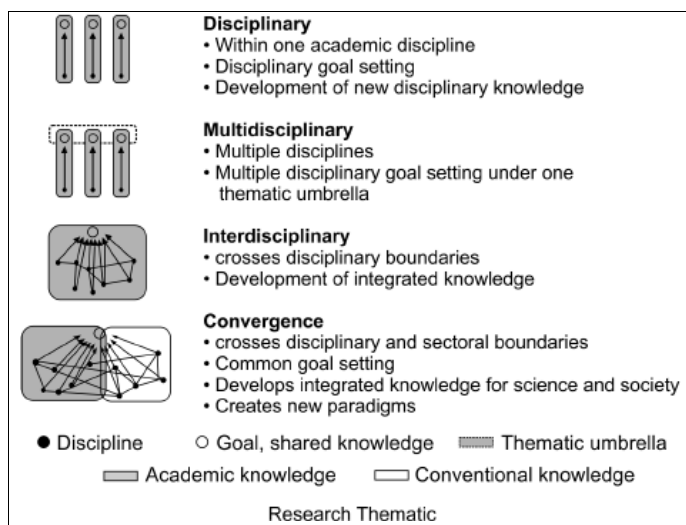 Disciplinary
• Within one academic discipline
• Disciplinary goal setting
• Development of new disciplinary knowledge
Multidisciplinary
• Multiple disciplines
• Multiple disciplinary goal setting under one
thematic umbrella
Interdisciplinary
• crosses disciplinary boundaries
• Development of integrated knowledge
Convergence
• crosses disciplinary and sectoral boundaries
• Common goal setting
• Develops integrated knowledge for science and society
• Creates new paradigms
Discipline
Goal, shared knowledge
Thematic umbrella
Academic knowledge
Conventional knowledge
Research Thematic